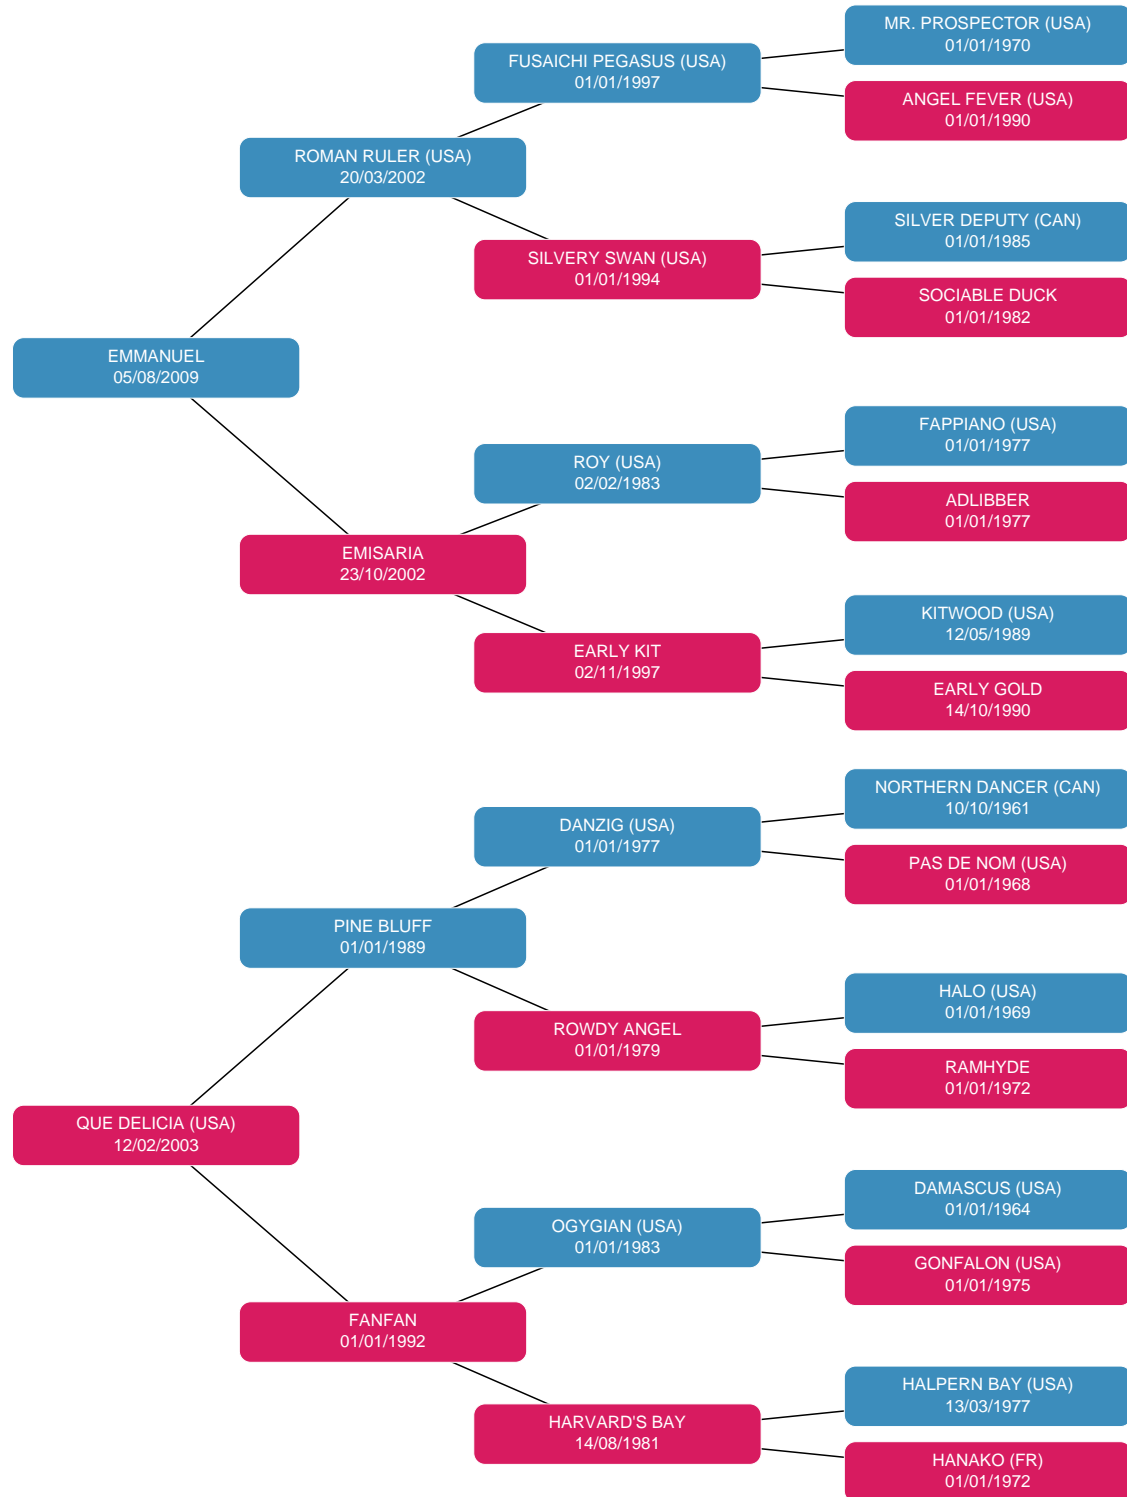 MR. PROSPECTOR (USA)
01/01/1970
FUSAICHI PEGASUS (USA)
01/01/1997
ANGEL FEVER (USA)
01/01/1990
ROMAN RULER (USA)
20/03/2002
SILVER DEPUTY (CAN)
01/01/1985
SILVERY SWAN (USA)
01/01/1994
SOCIABLE DUCK
01/01/1982
EMMANUEL
05/08/2009
FAPPIANO (USA)
01/01/1977
ROY (USA)
02/02/1983
ADLIBBER
01/01/1977
EMISARIA
23/10/2002
KITWOOD (USA)
12/05/1989
EARLY KIT
02/11/1997
EARLY GOLD
14/10/1990
NORTHERN DANCER (CAN)
10/10/1961
DANZIG (USA)
01/01/1977
PAS DE NOM (USA)
01/01/1968
PINE BLUFF
01/01/1989
HALO (USA)
01/01/1969
ROWDY ANGEL
01/01/1979
RAMHYDE
01/01/1972
QUE DELICIA (USA)
12/02/2003
DAMASCUS (USA)
01/01/1964
OGYGIAN (USA)
01/01/1983
GONFALON (USA)
01/01/1975
FANFAN
01/01/1992
HALPERN BAY (USA)
13/03/1977
HARVARD'S BAY
14/08/1981
HANAKO (FR)
01/01/1972